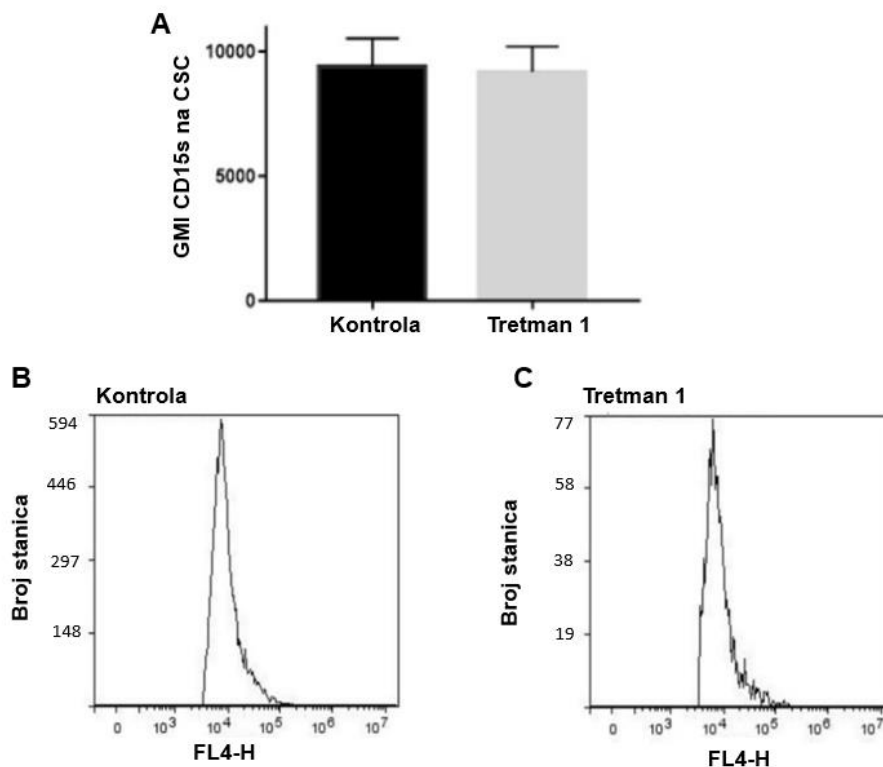 A
GMI CD15s na CSC
10000
5000
0
Kontrola
Tretman 1
B
Kontrola
Broj stanica
594
446
297
148
0 10³ 10⁴ 10⁵ 10⁶ 10⁷
FL4-H
C
Tretman 1
Broj stanica
77
58
38
19
0 10³ 10⁴ 10⁵ 10⁶ 10⁷
FL4-H